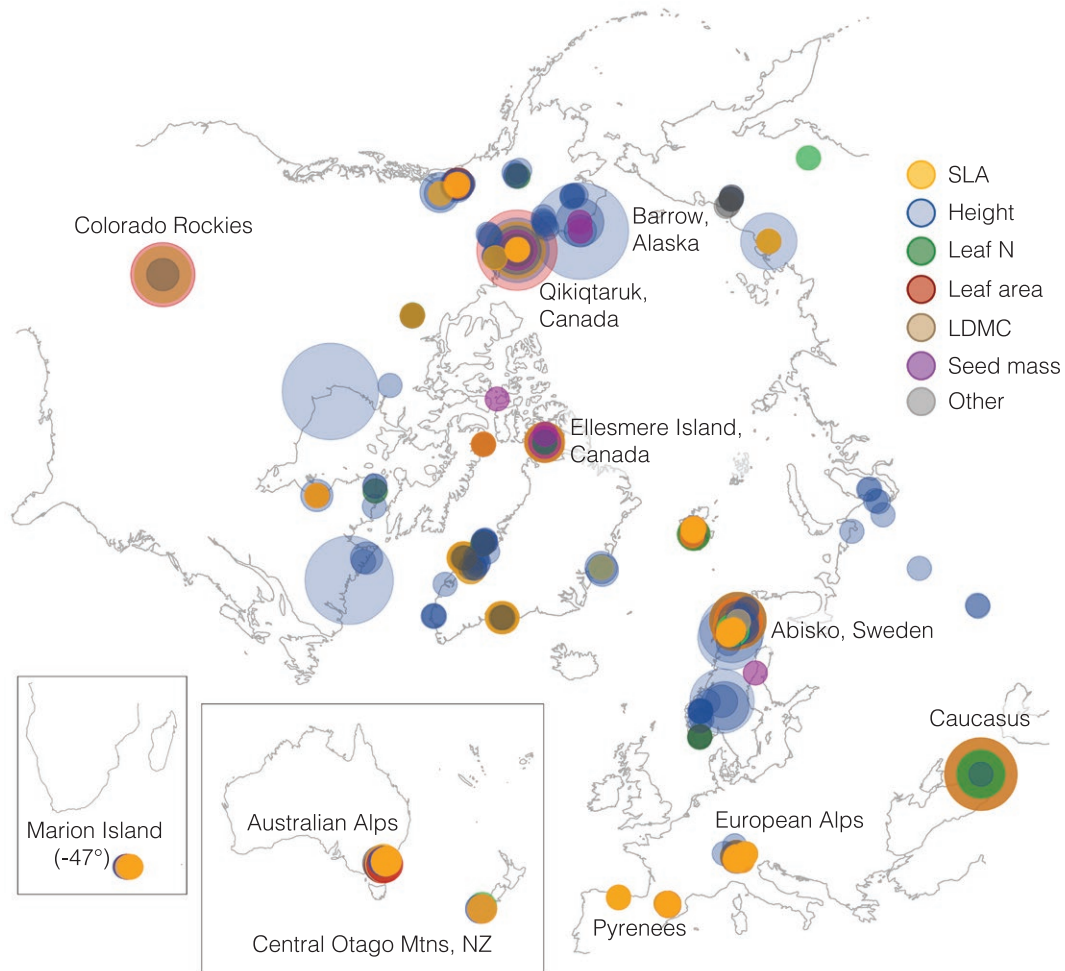 Colorado Rockies
Barrow,
Alaska
Qikiqtaruk,
Canada
SLA
Height
Leaf N
Leaf area
LDMC
Seed mass
Other
Ellesmere Island,
Canada
Abisko, Sweden
Caucasus
European Alps
Pyrenees
Marion Island
(-47°)
Australian Alps
Central Otago Mtns, NZ